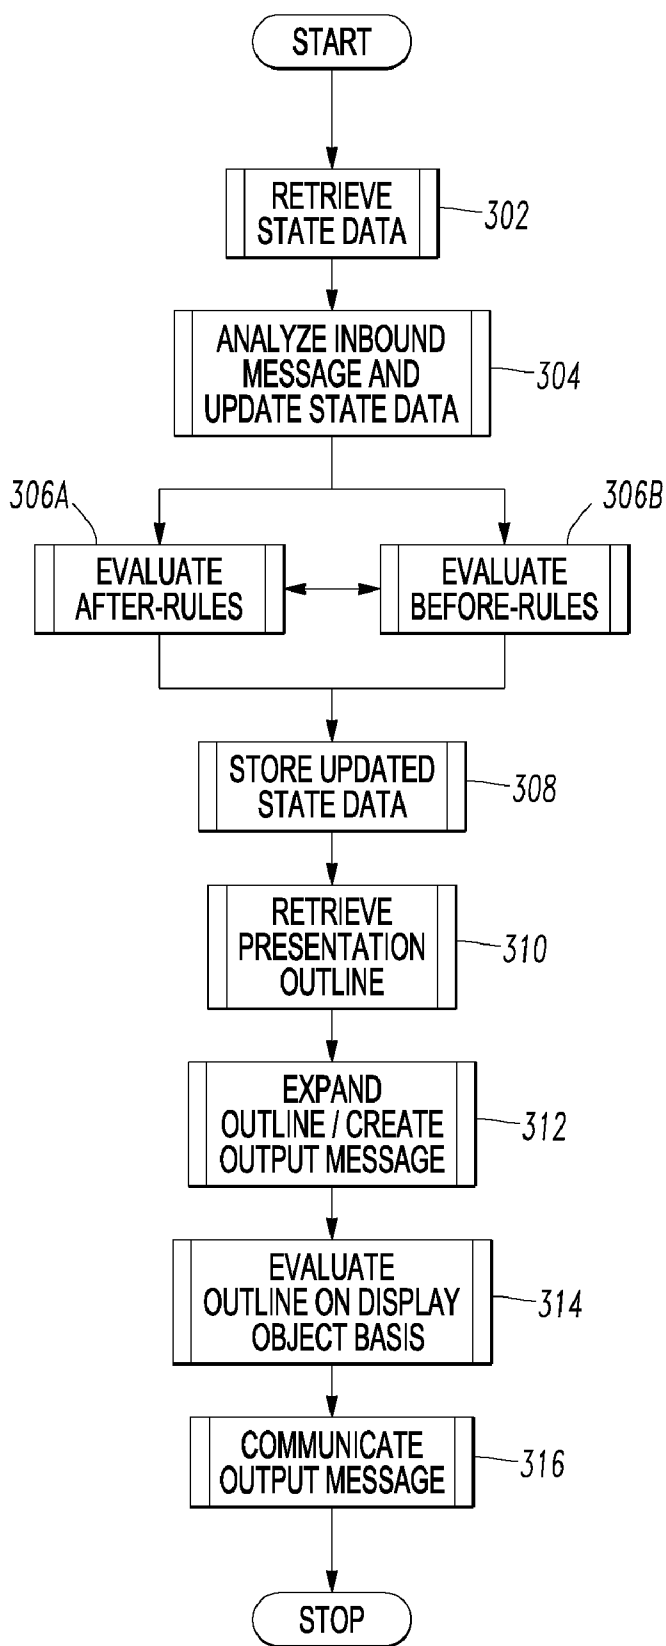 START
RETRIEVE
STATE DATA
302
ANALYZE INBOUND
MESSAGE AND
UPDATE STATE DATA
304
306A
306B
EVALUATE
AFTER-RULES
EVALUATE
BEFORE-RULES
STORE UPDATED
STATE DATA
308
RETRIEVE
PRESENTATION
OUTLINE
310
EXPAND
OUTLINE / CREATE
OUTPUT MESSAGE
312
EVALUATE
OUTLINE ON DISPLAY
OBJECT BASIS
314
COMMUNICATE
OUTPUT MESSAGE
316
STOP